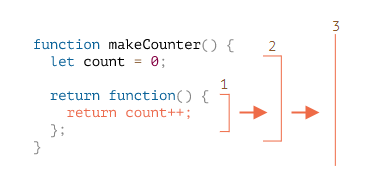 3
function makeCounter() { 2
  let count = 0;
1
  return function() {
    return count++;
  };
}